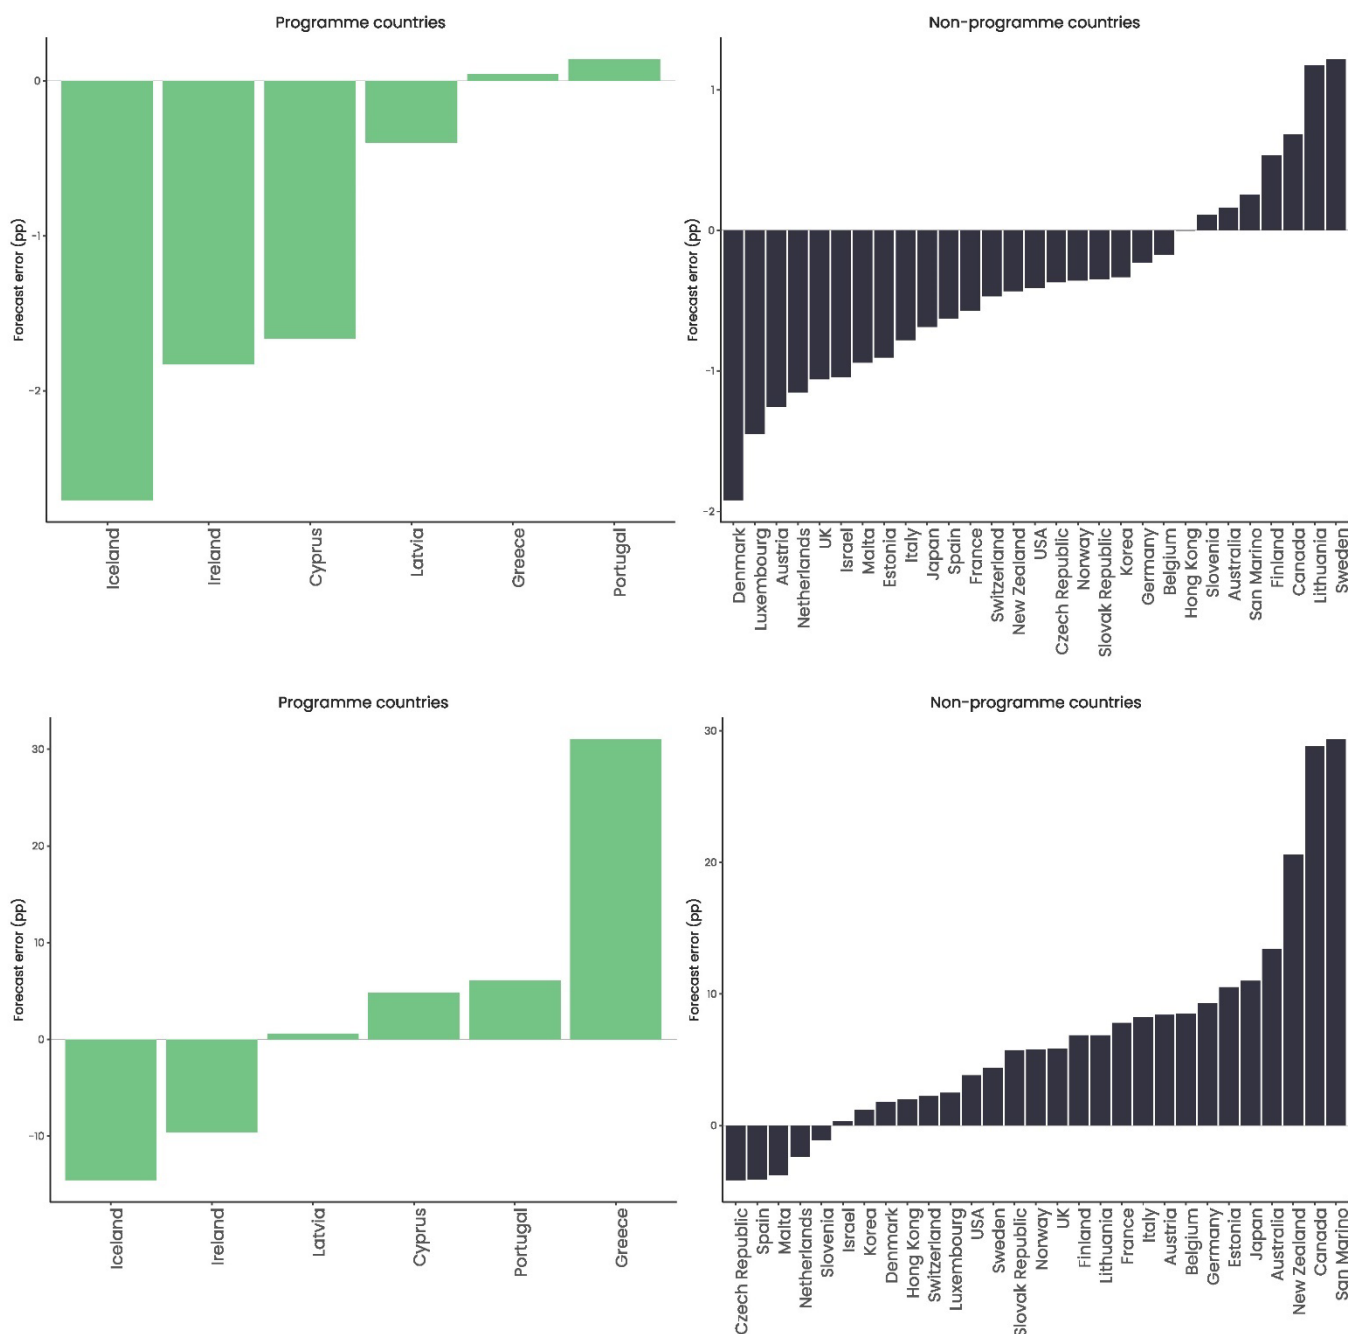 Programme countries
0
-1
-2
Forecast error (pp)
Iceland
Ireland
Cyprus
Latvia
Greece
Portugal
Non-programme countries
1
0
-1
-2
Forecast error (pp)
Denmark
Luxembourg
Austria
Netherlands
UK
Israel
Malta
Estonia
Italy
Japan
Spain
France
Switzerland
New Zealand
USA
Czech Republic
Norway
Slovak Republic
Korea
Germany
Belgium
Hong Kong
Slovenia
Australia
San Marino
Finland
Canada
Lithuania
Sweden
Programme countries
30
20
10
0
-10
Forecast error (pp)
Iceland
Ireland
Latvia
Cyprus
Portugal
Greece
Non-programme countries
30
20
10
0
Forecast error (pp)
Czech Republic
Spain
Malta
Netherlands
Slovenia
Israel
Korea
Denmark
Hong Kong
Switzerland
Luxembourg
USA
Sweden
Slovak Republic
Norway
UK
Finland
Lithuania
France
Italy
Austria
Belgium
Germany
Estonia
Japan
Australia
New Zealand
Canada
San Marino